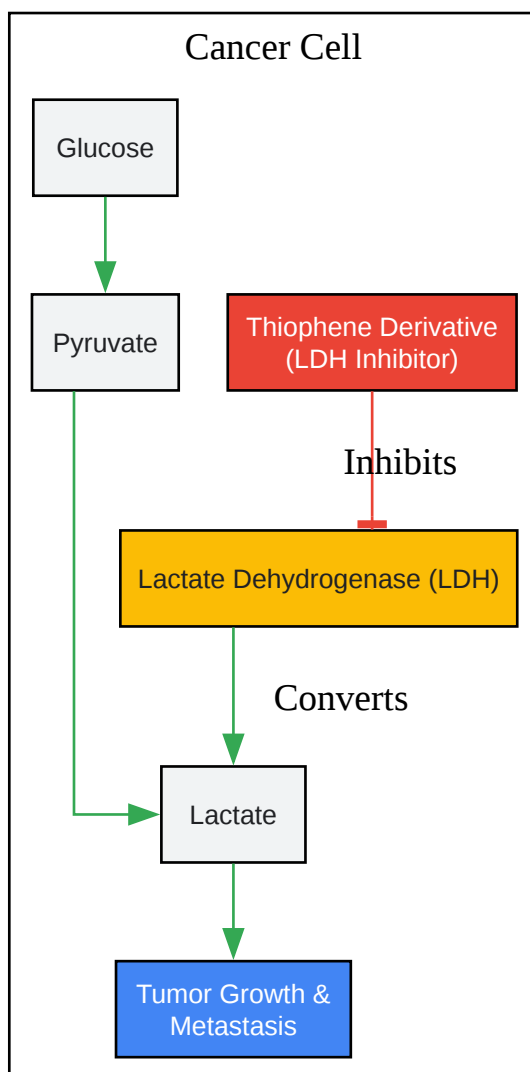 Cancer Cell
Glucose
Pyruvate
Thiophene Derivative
(LDH Inhibitor)
Inhibits
Lactate Dehydrogenase (LDH)
Converts
Lactate
Tumor Growth &
Metastasis